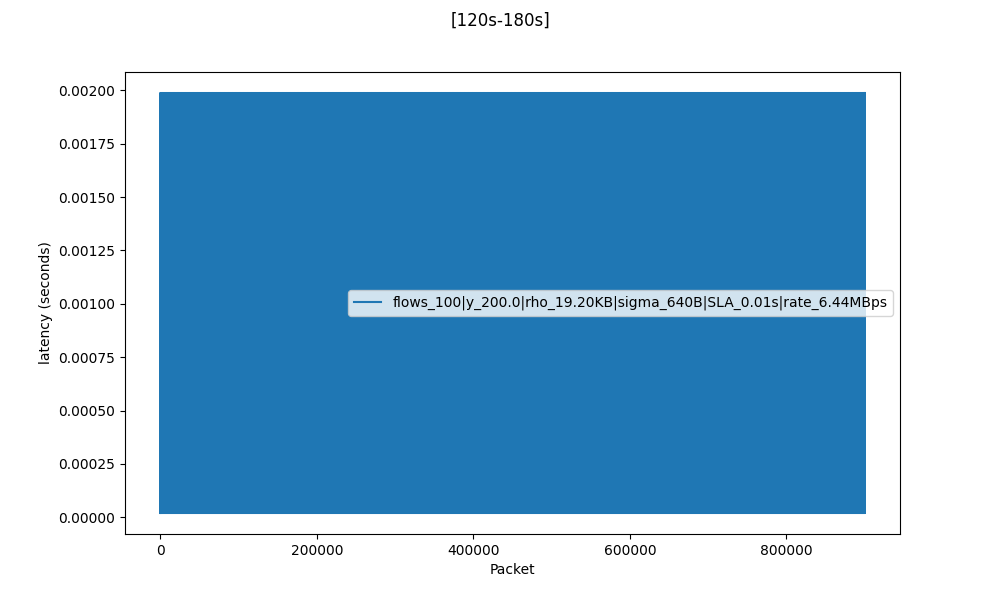 [120s-180s]
0.00200
0.00175
0.00150
0.00125
0.00100
0.00075
0.00050
0.00025
0.00000
latency (seconds)
flows_100|y_200.0|rho_19.20KB|sigma_640B|SLA_0.01s|rate_6.44MBps
0 200000 400000 600000 800000
Packet